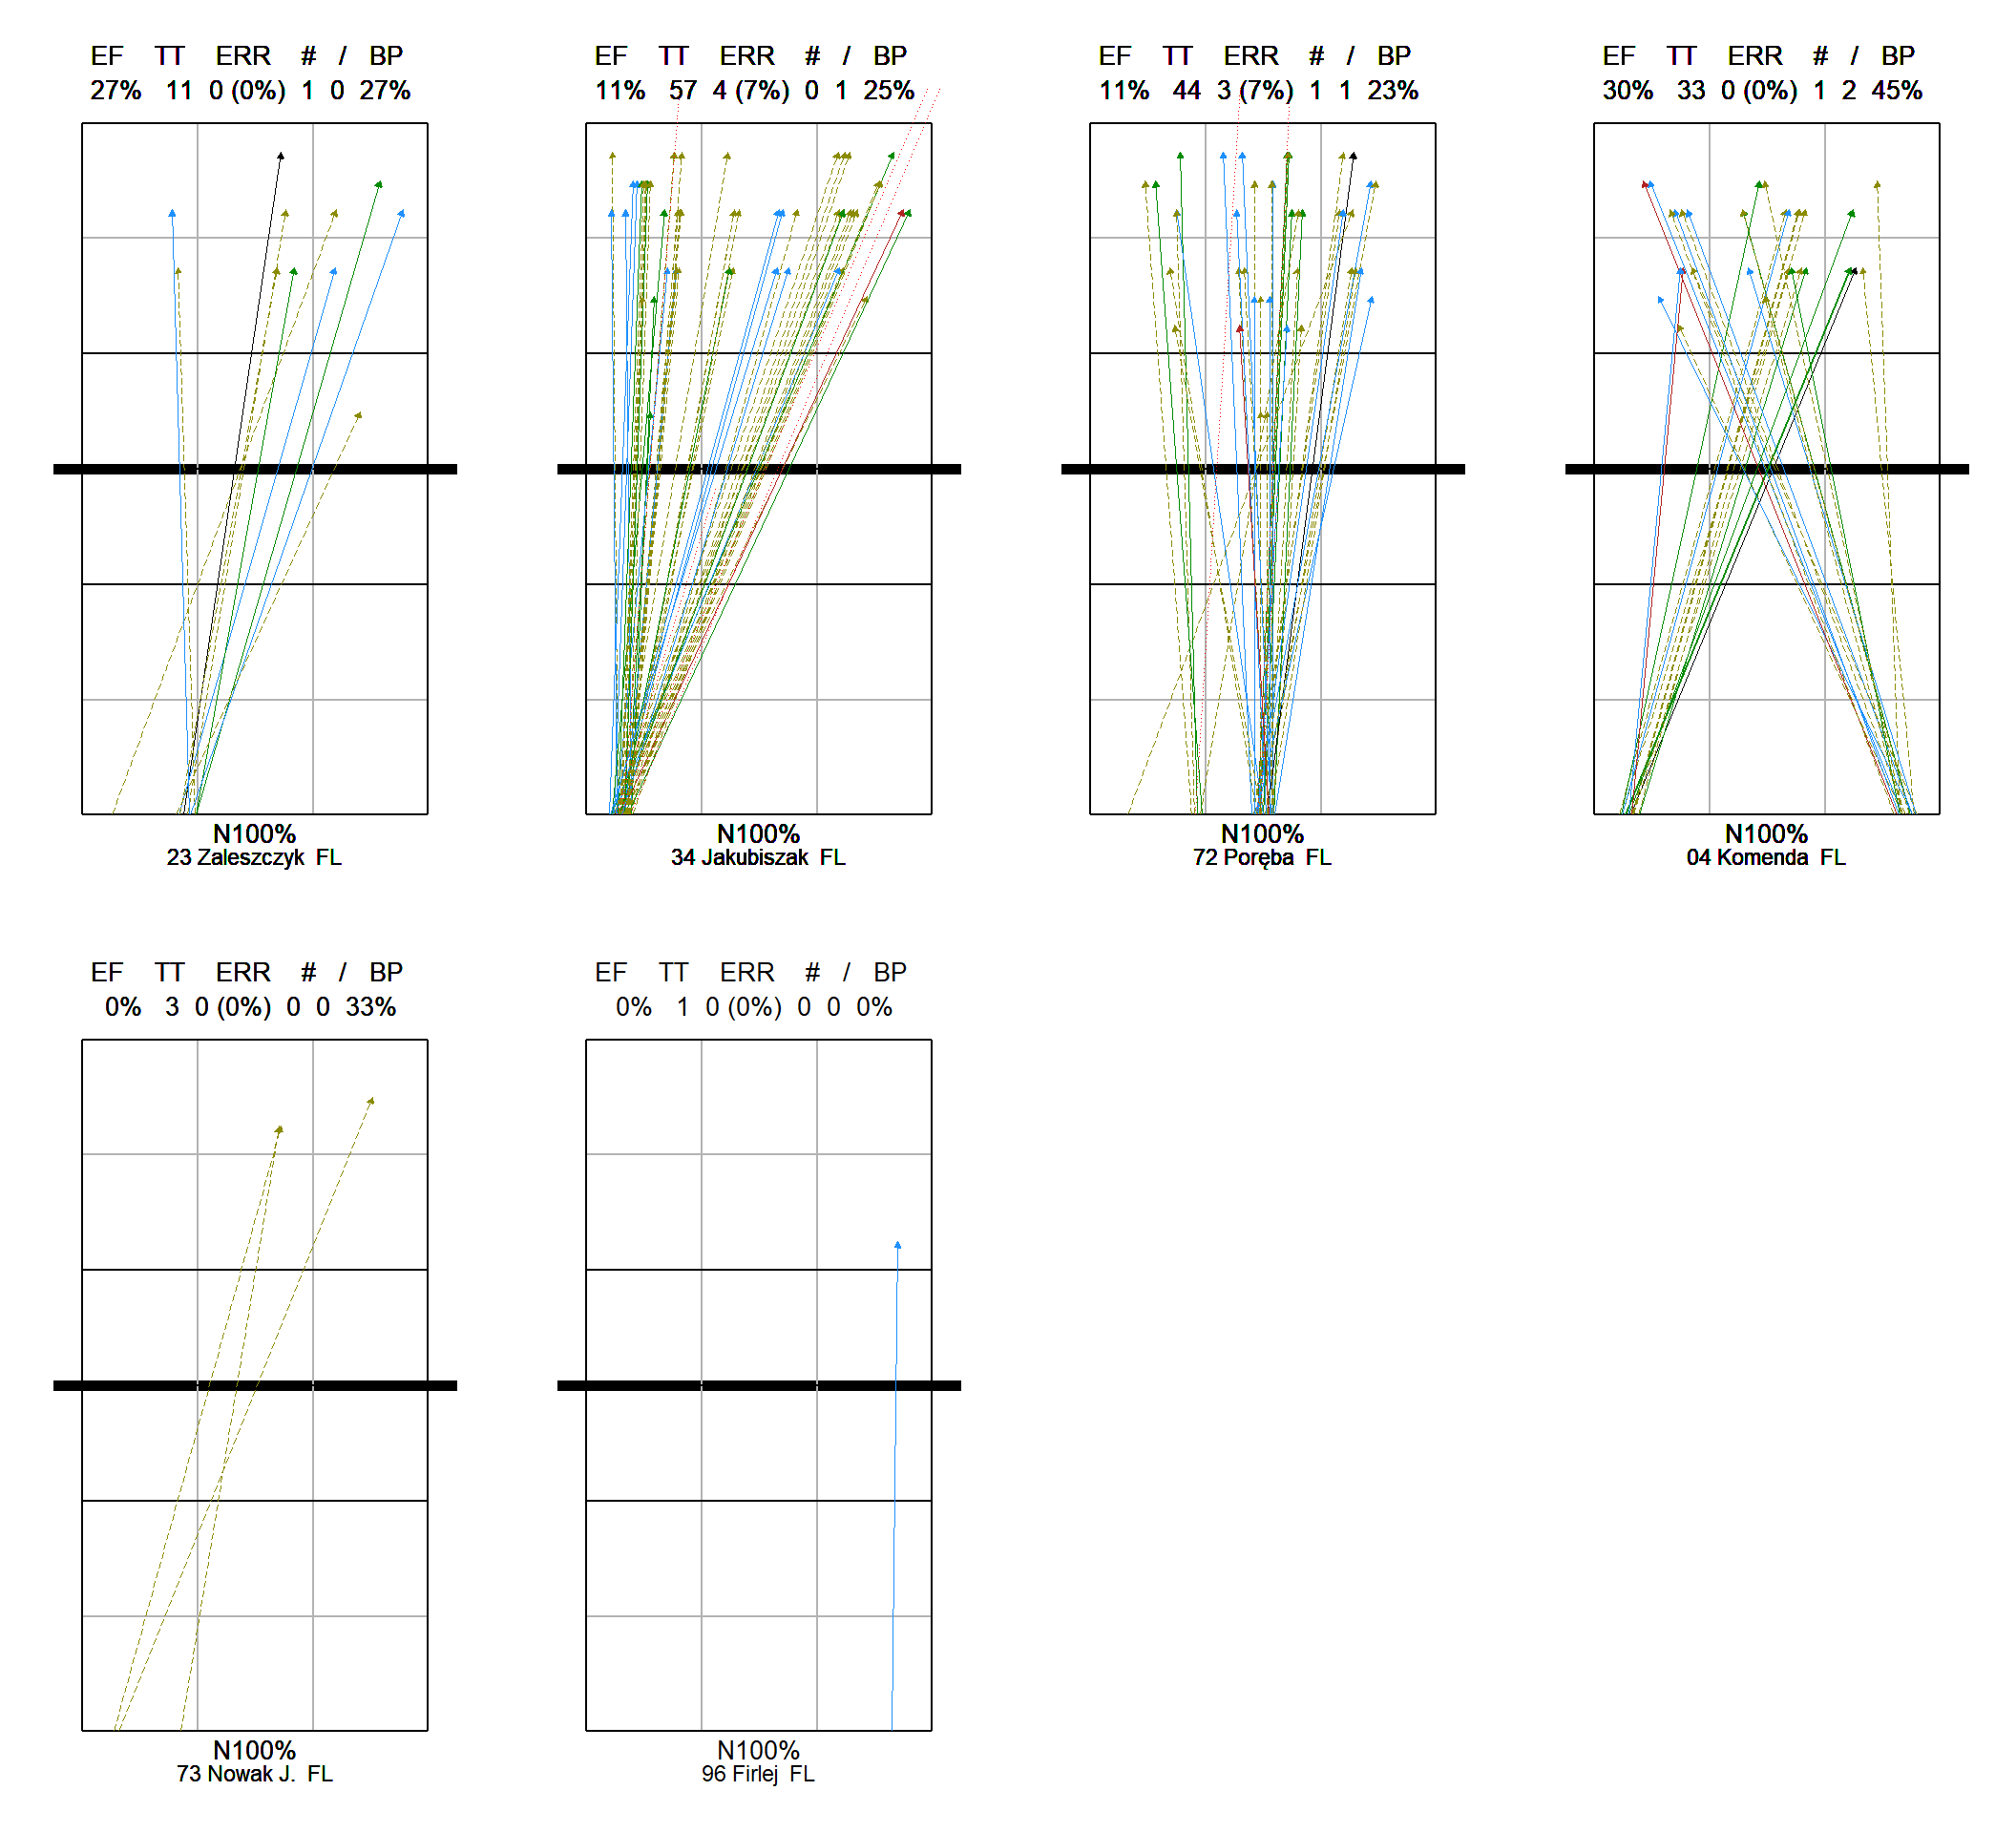 EF TT ERR # / BP
27% 11 0 (0%) 1 0 27%
N100%
23 Zaleszczyk FL
EF TT ERR # / BP
11% 57 4 (7%) 0 1 25%
N100%
34 Jakubiszak FL
EF TT ERR # / BP
11% 44 3 (7%) 1 1 23%
N100%
72 Poręba FL
EF TT ERR # / BP
30% 33 0 (0%) 1 2 45%
N100%
04 Komenda FL
EF TT ERR # / BP
0% 3 0 (0%) 0 0 33%
N100%
73 Nowak J. FL
EF TT ERR # / BP
0% 1 0 (0%) 0 0 0%
N100%
96 Firlej FL